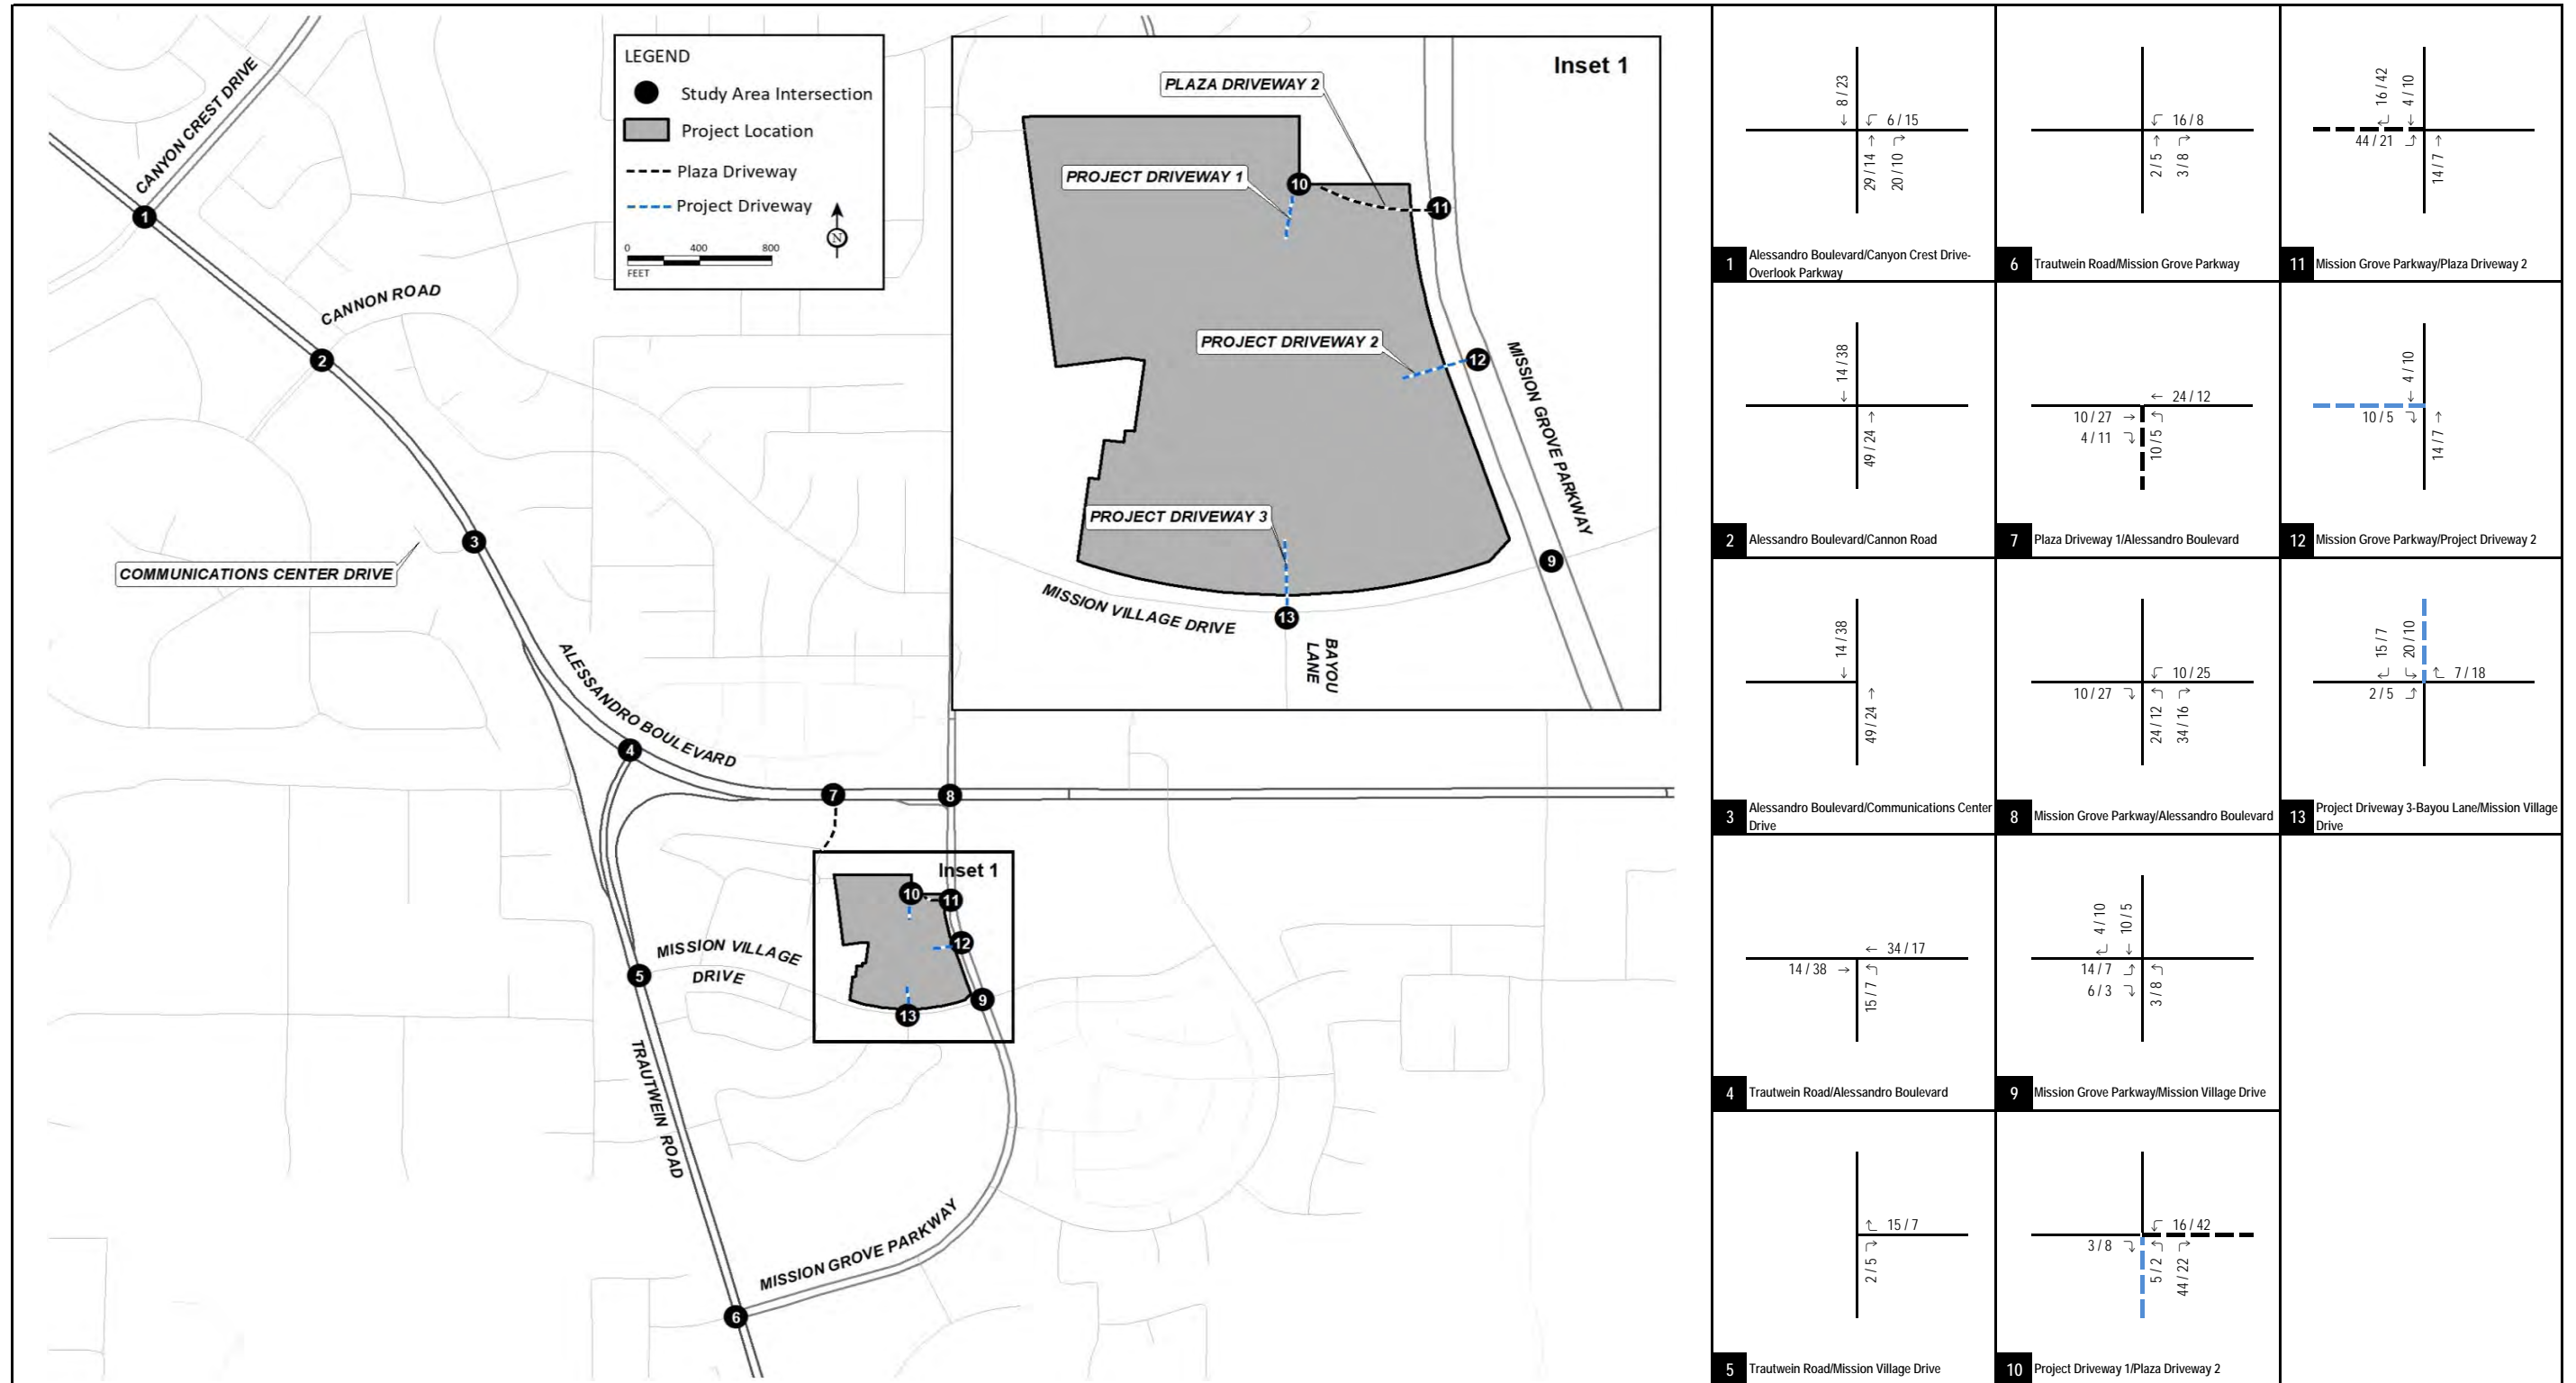 LEGEND
Study Area Intersection
Project Location
Plaza Driveway
Project Driveway
N
0 400 800
FEET
CANYON CREST DRIVE
1
CANNON ROAD
2
3
COMMUNICATIONS CENTER DRIVE
ALESSANDRO BOULEVARD
4
7
8
Inset 1
10
11
12
MISSION VILLAGE
DRIVE
5
9
13
TRAUTWEIN ROAD
MISSION GROVE PARKWAY
6
Inset 1
PLAZA DRIVEWAY 2
PROJECT DRIVEWAY 1
10
11
PROJECT DRIVEWAY 2
12
MISSION GROVE PARKWAY
PROJECT DRIVEWAY 3
9
MISSION VILLAGE DRIVE
13
BAYOU
LANE
8 / 23
6 / 15
29 / 14
20 / 10
1 Alessandro Boulevard/Canyon Crest Drive-
Overlook Parkway
14 / 38
49 / 24
2 Alessandro Boulevard/Cannon Road
14 / 38
49 / 24
3 Alessandro Boulevard/Communications Center
Drive
34 / 17
14 / 38
15 / 7
4 Trautwein Road/Alessandro Boulevard
15 / 7
2 / 5
5 Trautwein Road/Mission Village Drive
16 / 8
2 / 5
3 / 8
6 Trautwein Road/Mission Grove Parkway
24 / 12
10 / 27
4 / 11
10 / 5
7 Plaza Driveway 1/Alessandro Boulevard
10 / 25
10 / 27
24 / 12
34 / 16
8 Mission Grove Parkway/Alessandro Boulevard
4 / 10
10 / 5
14 / 7
6 / 3
3 / 8
9 Mission Grove Parkway/Mission Village Drive
16 / 42
3 / 8
5 / 2
44 / 22
10 Project Driveway 1/Plaza Driveway 2
16 / 42
4 / 10
44 / 21
14 / 7
11 Mission Grove Parkway/Plaza Driveway 2
4 / 10
10 / 5
14 / 7
12 Mission Grove Parkway/Project Driveway 2
15 / 7
20 / 10
7 / 18
2 / 5
13 Project Driveway 3-Bayou Lane/Mission Village
Drive